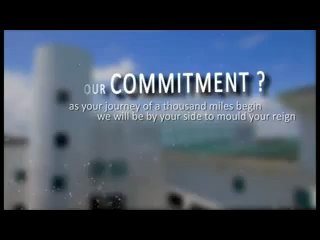 OUR COMMITMENT ?
as your journey of a thousand miles begin
we will be by your side to mould your reign